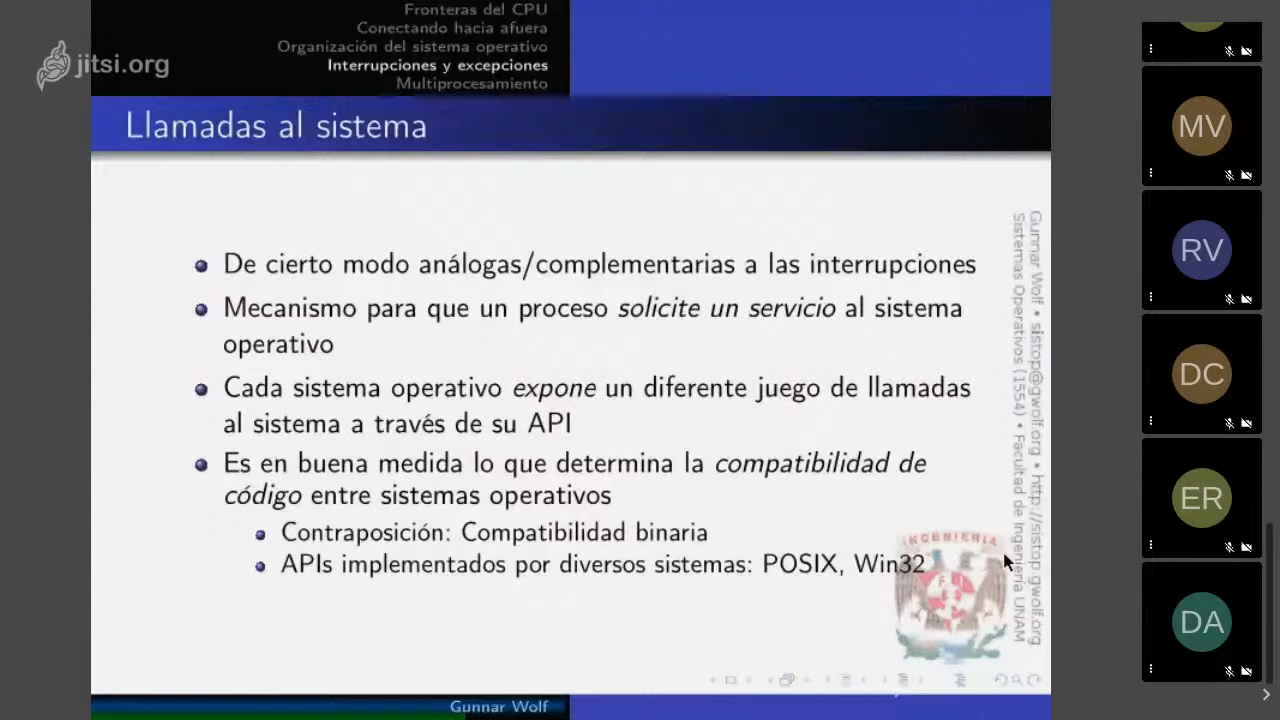 Fronteras del CPU
Conectando hacia afuera
Organización del sistema operativo
Interrupciones y excepciones
Multiprocesamiento
jitsi.org
Llamadas al sistema
De cierto modo análogas/complementarias a las interrupciones
Mecanismo para que un proceso solicite un servicio al sistema
operativo
Cada sistema operativo expone un diferente juego de llamadas
al sistema a través de su API
Es en buena medida lo que determina la compatibilidad de
código entre sistemas operativos
Contraposición: Compatibilidad binaria
APIs implementados por diversos sistemas: POSIX, Win32
Gunnar Wolf • sistop@gwolf.org • http://sistop.gwolf.org
Sistemas Operativos (1554) • Facultad de Ingeniería UNAM
INGENIERIA
Gunnar Wolf
MV
RV
DC
ER
DA